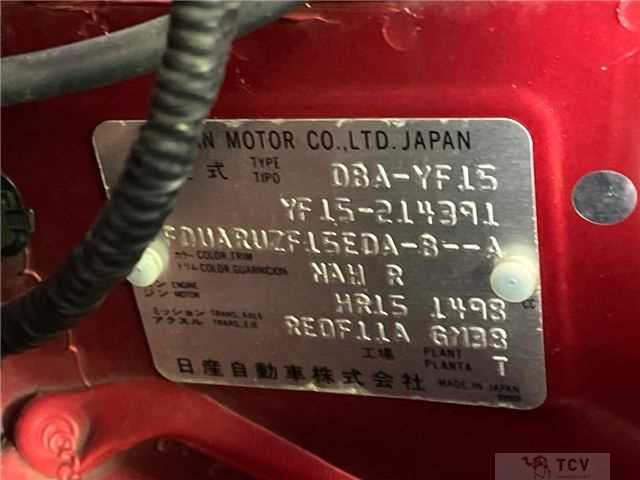 AN MOTOR CO.,LTD. JAPAN
式 TYPE TIPO DBA-YF15
YF15-214391
FDUARUZF15EDA-8--A
カラー COLOR,TRIM
トリム COLOR,GUARNICION NAH R
ジン ENGINE
ジン MOTOR HR15 1498 CC
ミッション TRANS,AXLE
アクスル TRANS,EJE RE0F11A GM38
工場 PLANT PLANTA T
日産自動車株式会社 MADE IN JAPAN
TCV